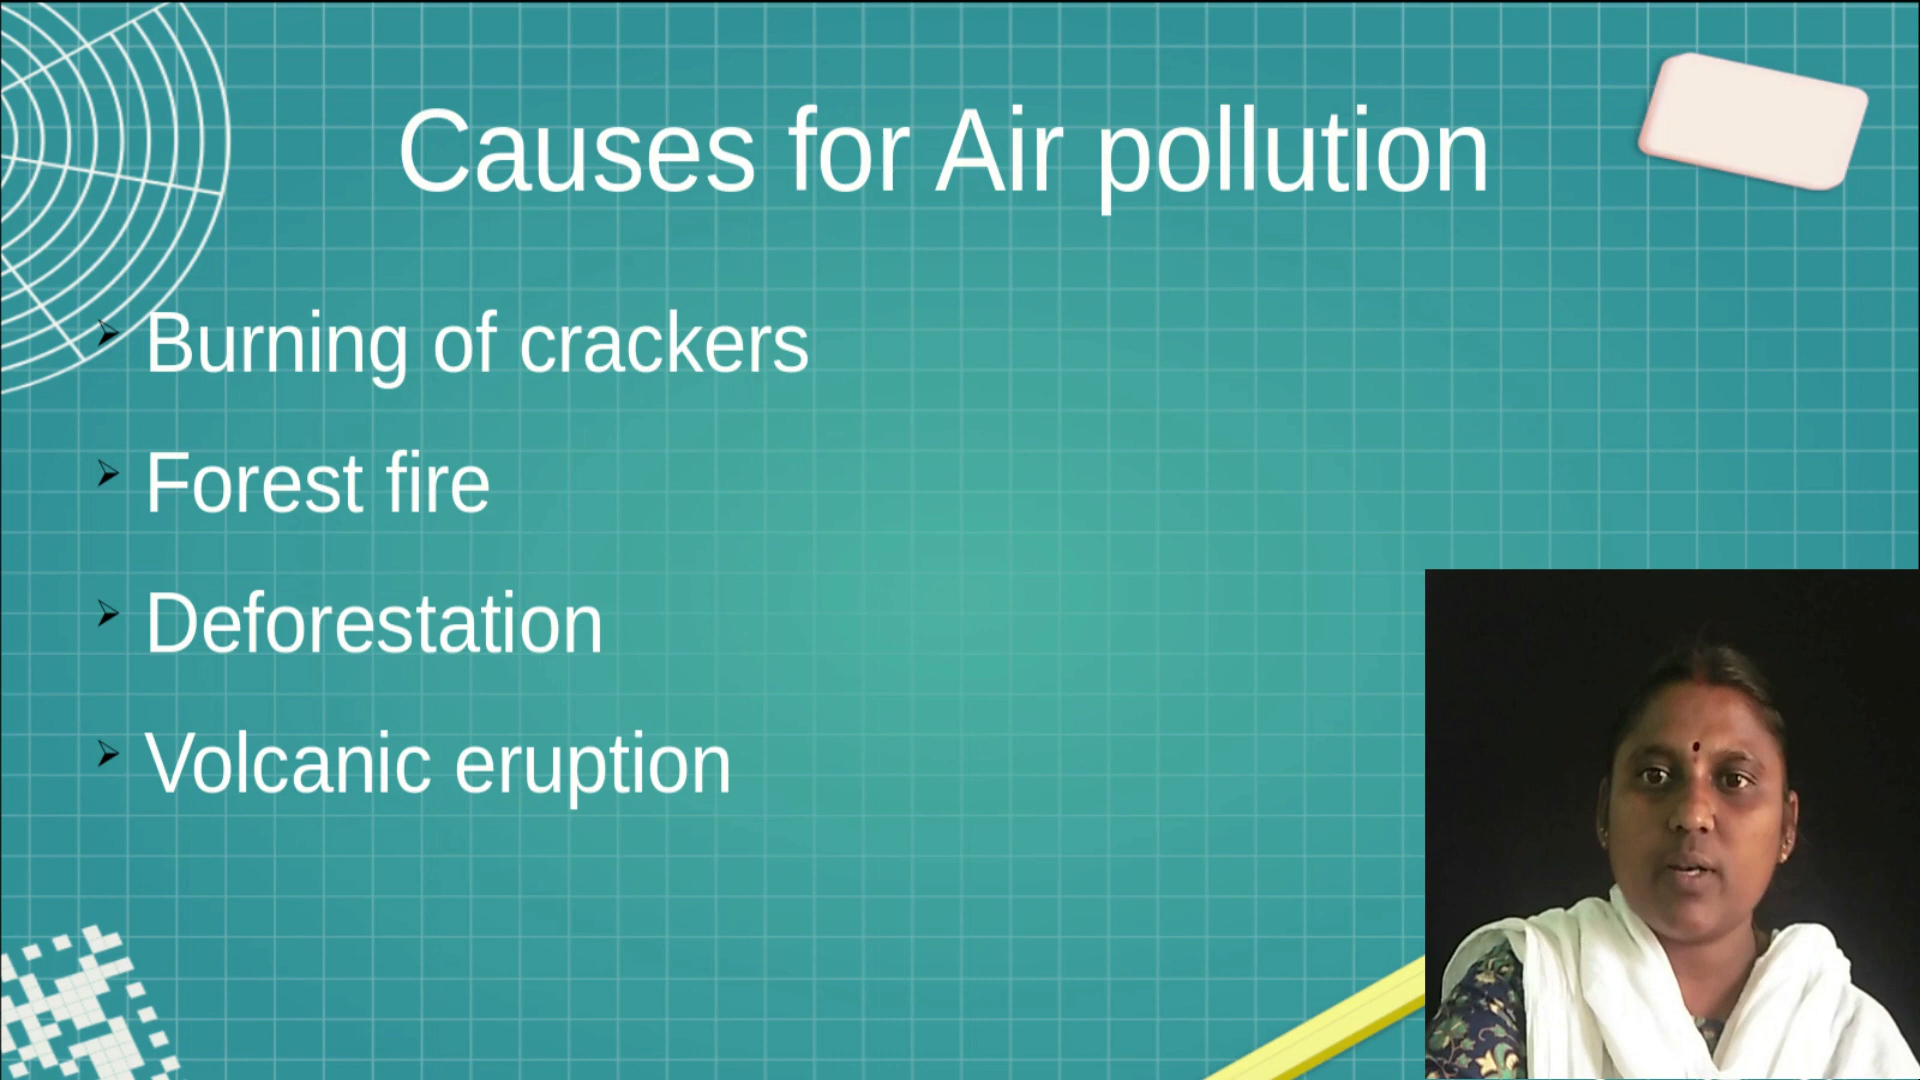 Causes for Air pollution
Burning of crackers
Forest fire
Deforestation
Volcanic eruption